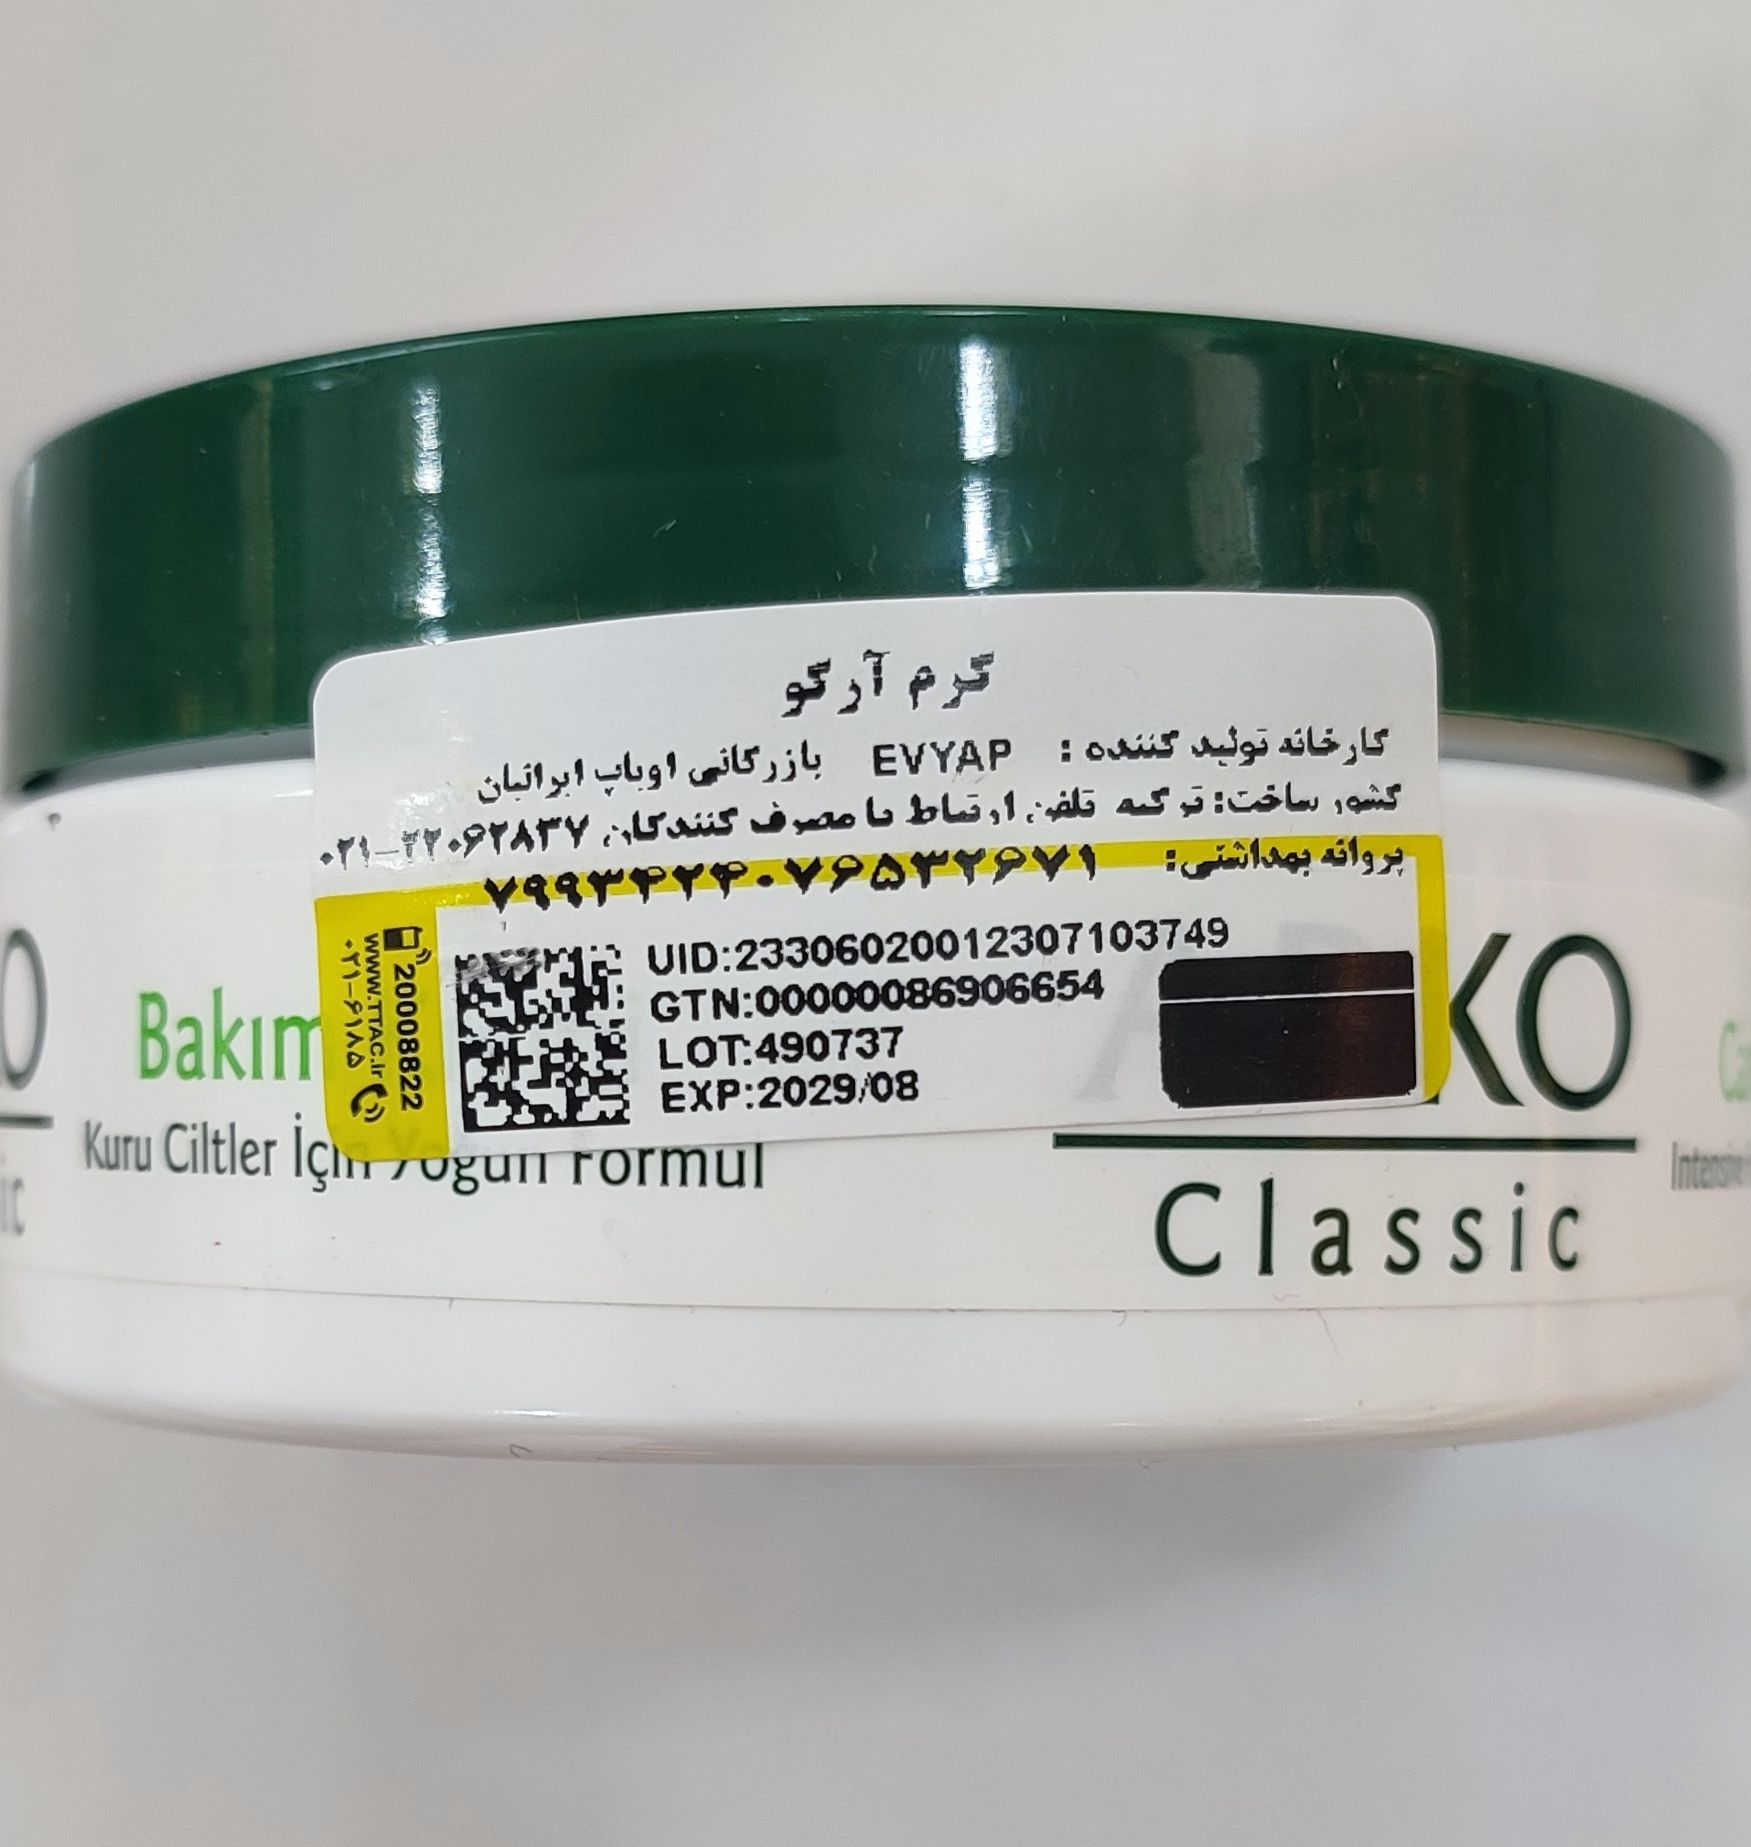 کرم آرکو
کارخانه تولید کننده : EVYAP بازرگانی اویاپ ایرانیان
کشور ساخت: ترکیه تلفن ارتباط با مصرف کنندگان ۲۲۰۶۲۸۳۷-۰۲۱
پروانه بهداشتی: ۷۹۹۳۴۲۴۰۷۶۵۳۲۶۷۱
UID:23306020012307103749
GTN:00000086906654
LOT:490737
EXP:2029/08
20008822
www.TTAC.ir
۰۲۱-۶۱۸۵
Bakım
Kuru Ciltler İçin Yoğun Formül
KO
Classic